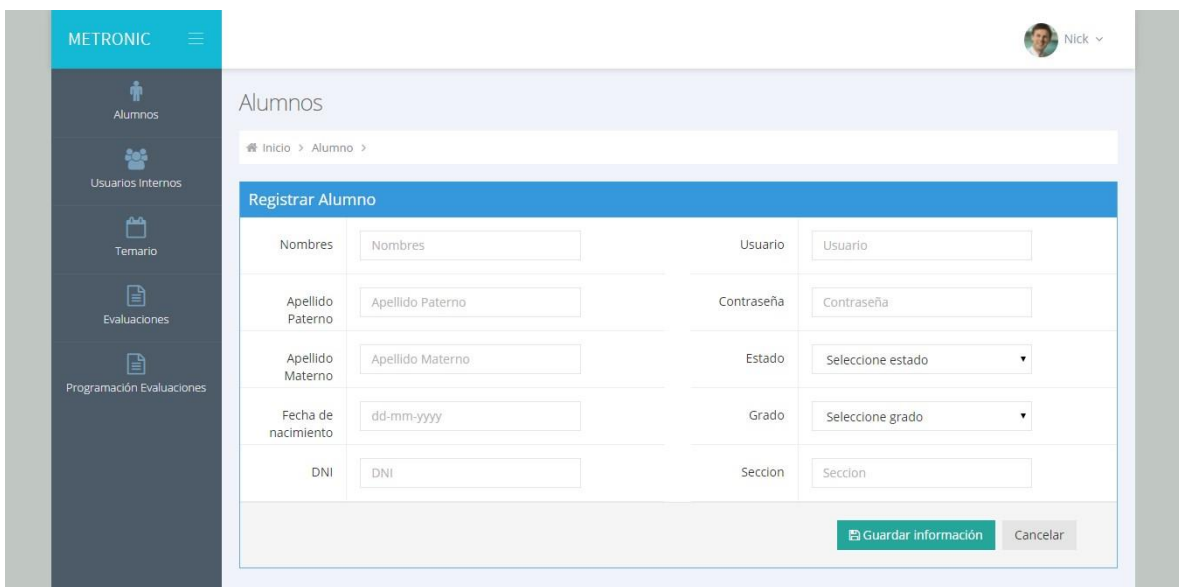 METRONIC
Nick
Alumnos
Usuarios Internos
Temario
Evaluaciones
Programación Evaluaciones
Alumnos
Inicio > Alumno >
Registrar Alumno
Nombres Nombres Usuario Usuario
Apellido Paterno Apellido Paterno Contraseña Contraseña
Apellido Materno Apellido Materno Estado Seleccione estado
Fecha de nacimiento dd-mm-yyyy Grado Seleccione grado
DNI DNI Seccion Seccion
Guardar información Cancelar